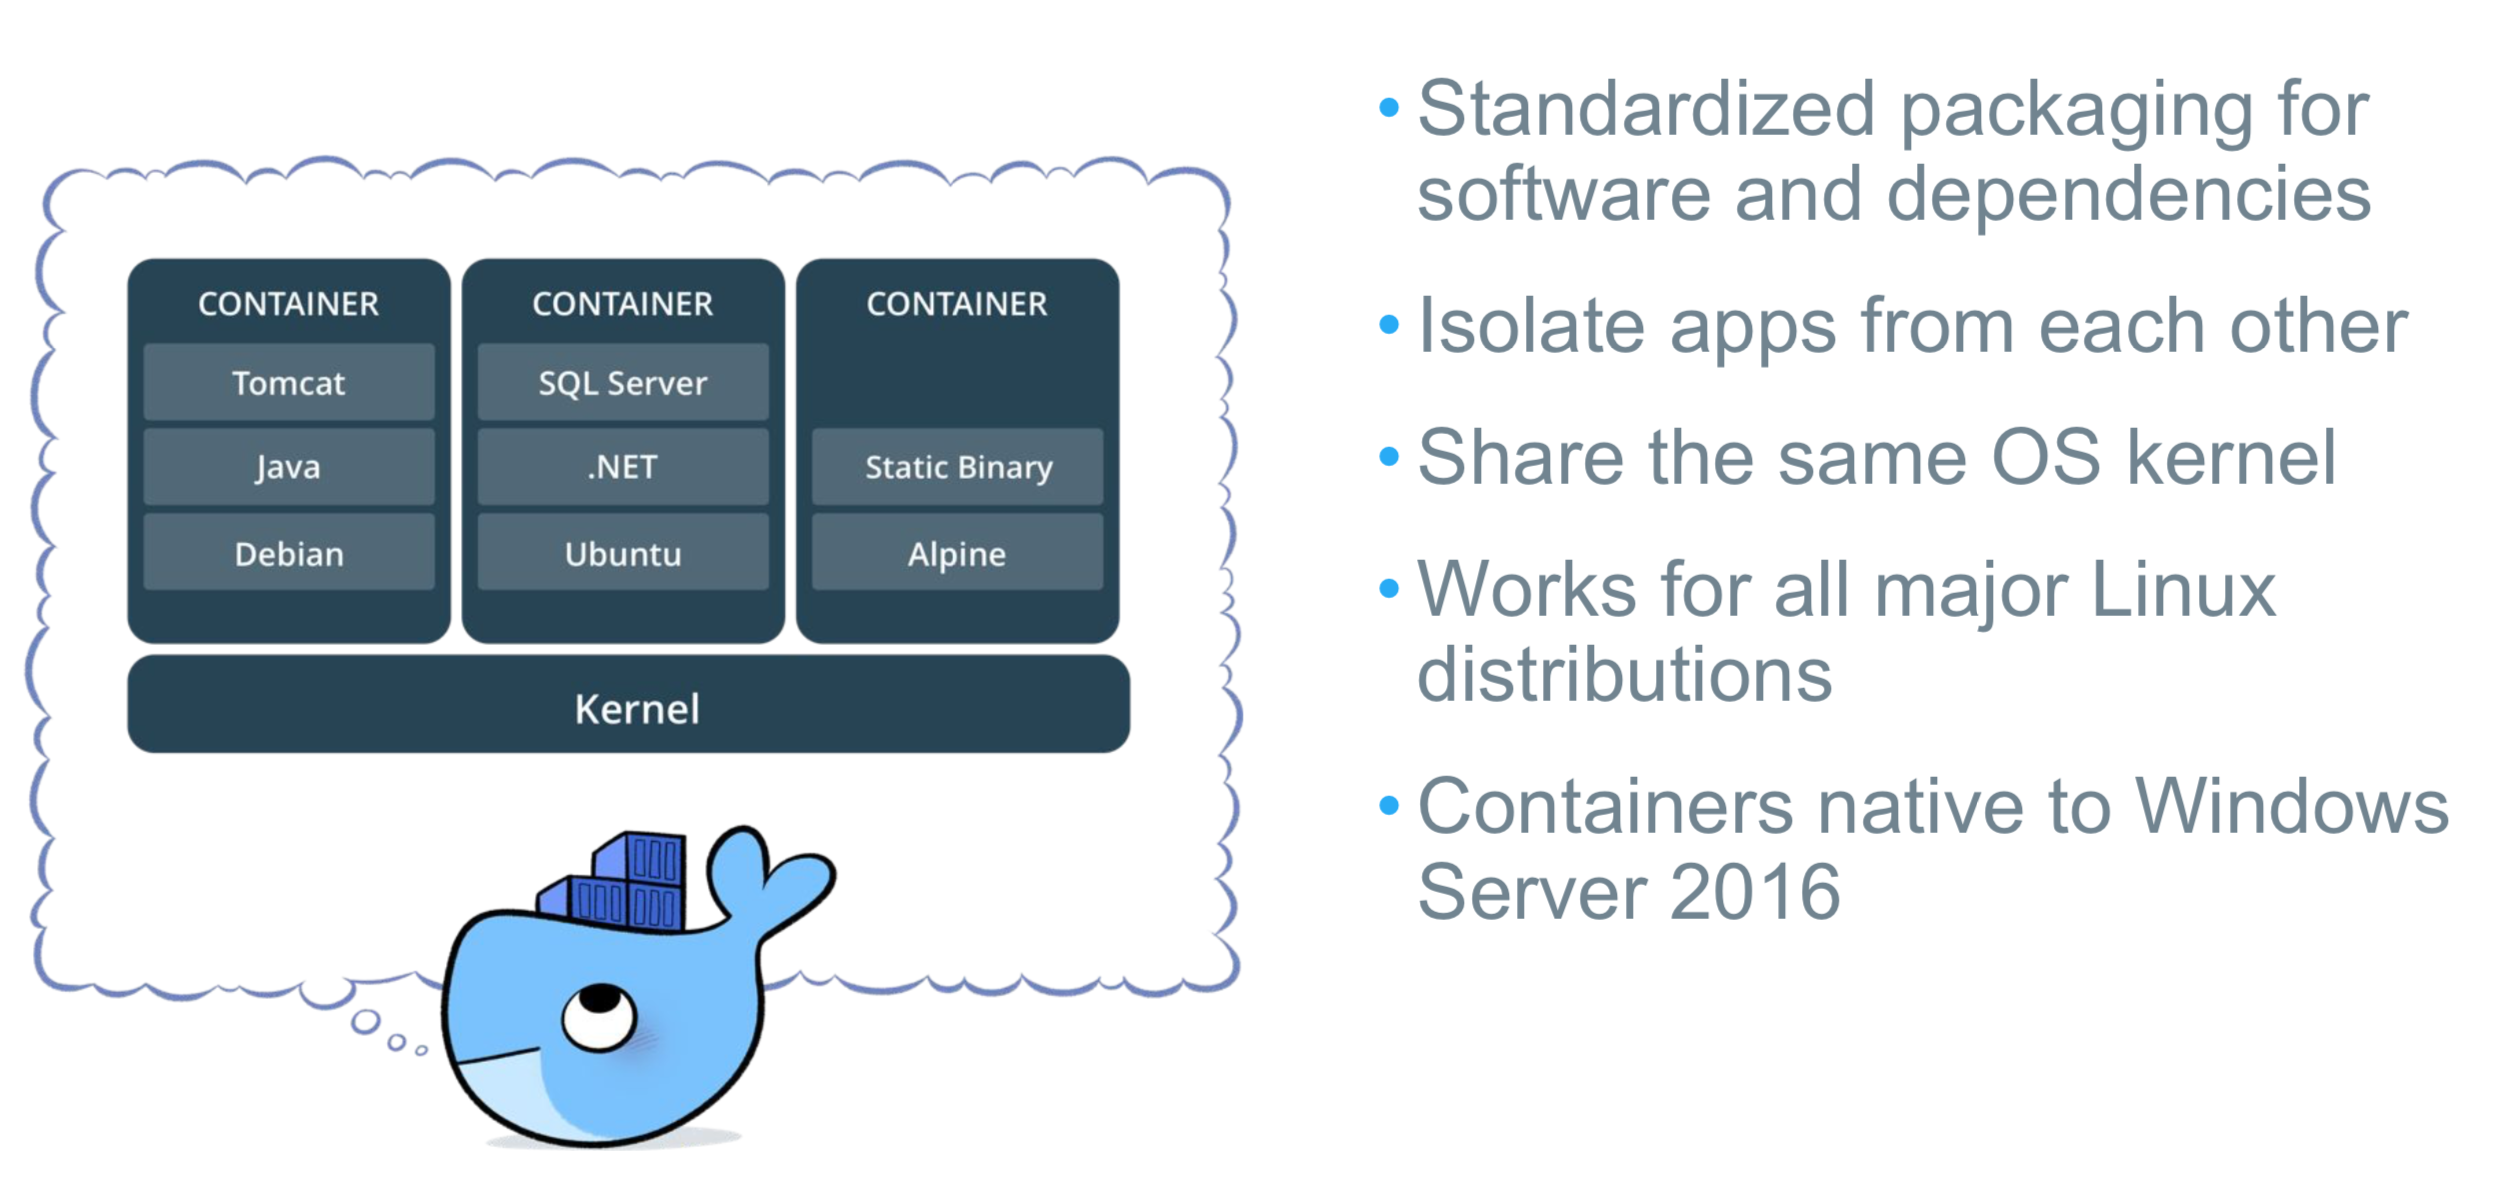 CONTAINER
Tomcat
Java
Debian
CONTAINER
SQL Server
.NET
Ubuntu
CONTAINER
Static Binary
Alpine
Kernel
• Standardized packaging for
software and dependencies
• Isolate apps from each other
• Share the same OS kernel
• Works for all major Linux
distributions
• Containers native to Windows
Server 2016